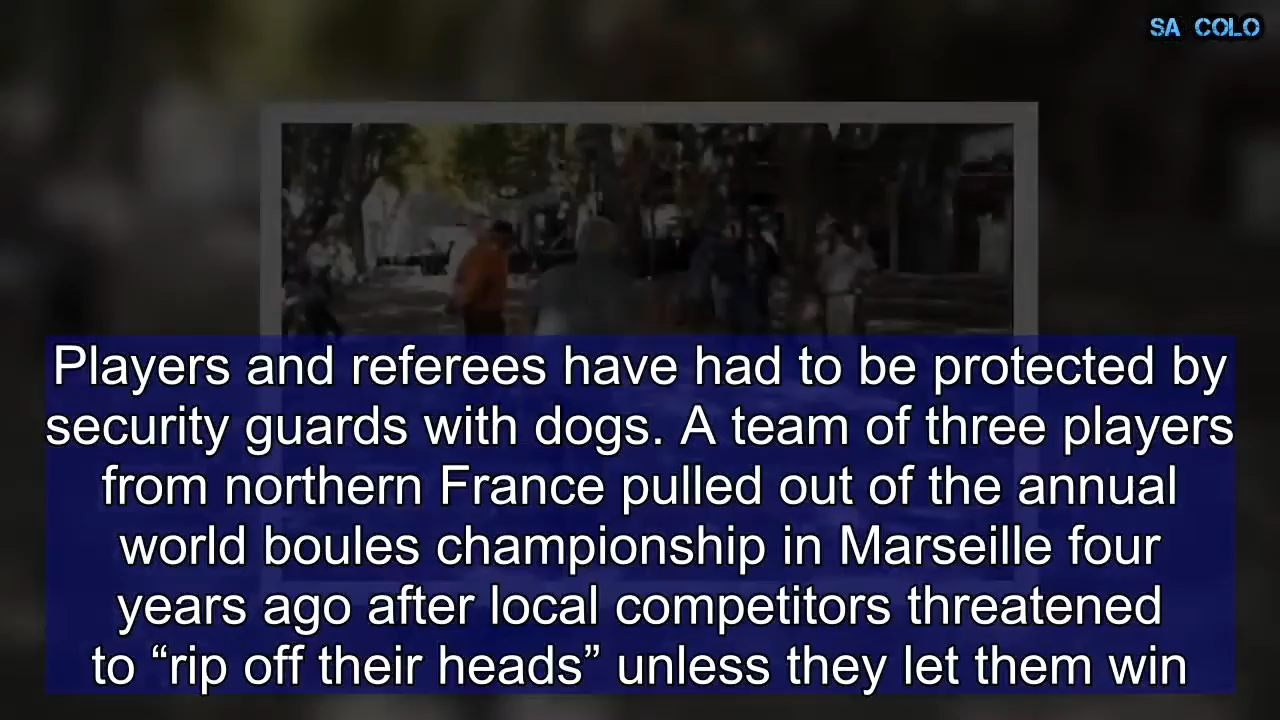 SA COLO
Players and referees have had to be protected by
security guards with dogs. A team of three players
from northern France pulled out of the annual
world boules championship in Marseille four
years ago after local competitors threatened
to “rip off their heads” unless they let them win